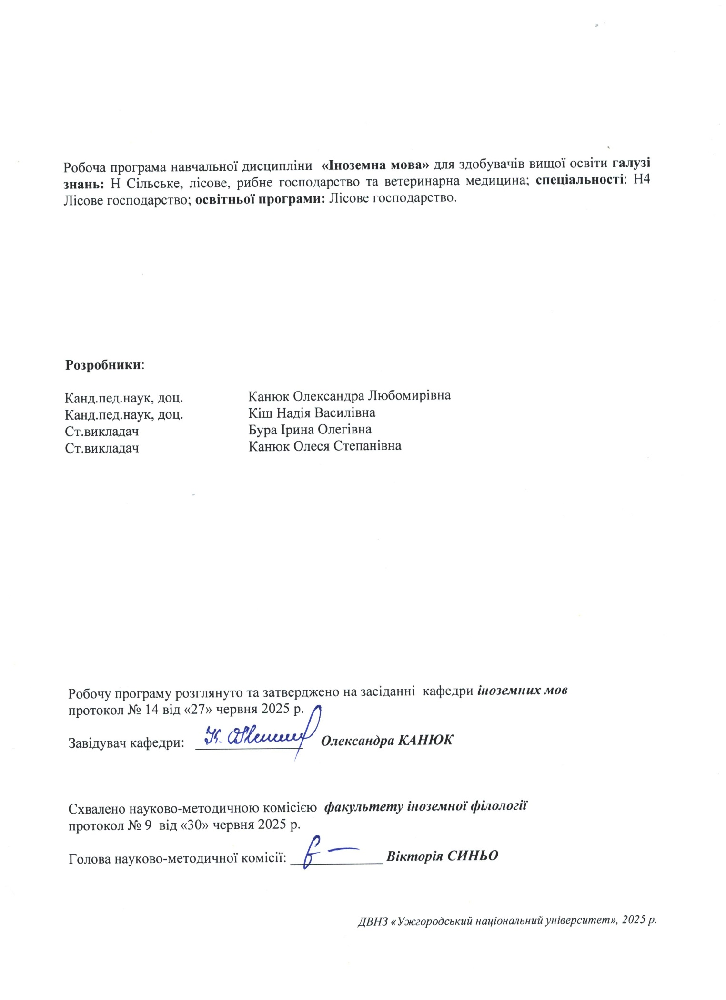 Робоча програма навчальної дисципліни «Іноземна мова» для здобувачів вищої освіти галузі
знань: Н Сільське, лісове, рибне господарство та ветеринарна медицина; спеціальності: Н4
Лісове господарство; освітньої програми: Лісове господарство.
Розробники:
Канд.пед.наук, доц. Канюк Олександра Любомирівна
Канд.пед.наук, доц. Кіш Надія Василівна
Ст.викладач Бура Ірина Олегівна
Ст.викладач Канюк Олеся Степанівна
Робочу програму розглянуто та затверджено на засіданні кафедри іноземних мов
протокол № 14 від «27» червня 2025 р.
Завідувач кафедри: Олександра КАНЮК
Схвалено науково-методичною комісією факультету іноземної філології
протокол № 9 від «30» червня 2025 р.
Голова науково-методичної комісії: Вікторія СИНЬО
ДВНЗ «Ужгородський національний університет», 2025 р.